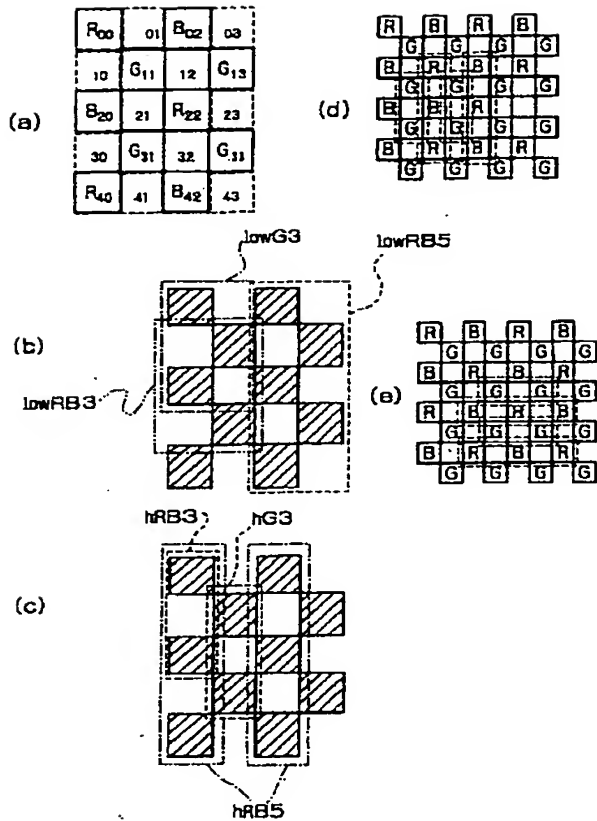 (a)
R00 01 B02 03
10 G11 12 G13
B20 21 R22 23
30 G31 32 G33
R40 41 B42 43
(d)
R B R B
G G G G
B R B R
G G G G
B B R
G G G G
B R B R
G G G G
(b)
lowG3
lowRB5
lowRB3
(e)
R B R B
G G G G
B R B R
G G G G
R B R B
G G G G
B R B R
G G G G
(c)
hRB3
hG3
hRB5